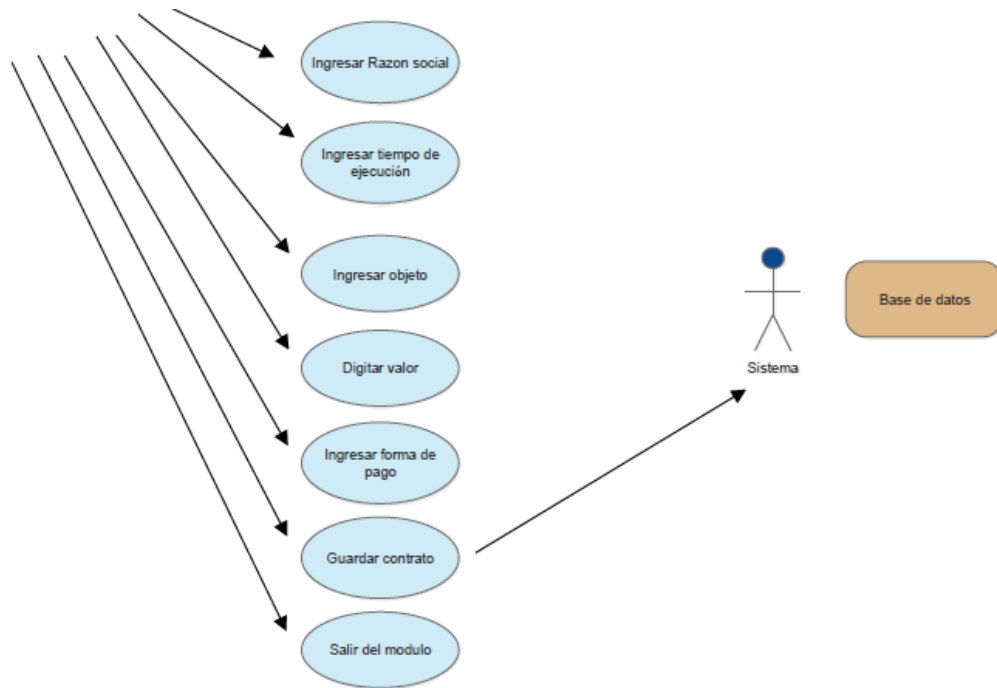 Ingresar Razon social
Ingresar tiempo de
ejecución
Ingresar objeto
Base de datos
Digitar valor
Sistema
Ingresar forma de
pago
Guardar contrato
Salir del modulo